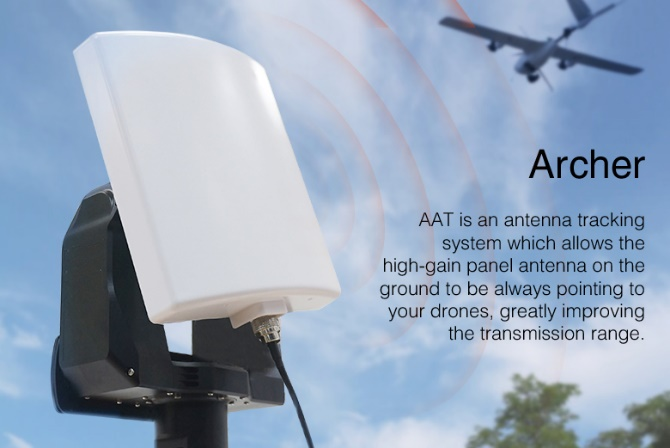 Archer
AAT is an antenna tracking
system which allows the
high-gain panel antenna on the
ground to be always pointing to
your drones, greatly improving
the transmission range.